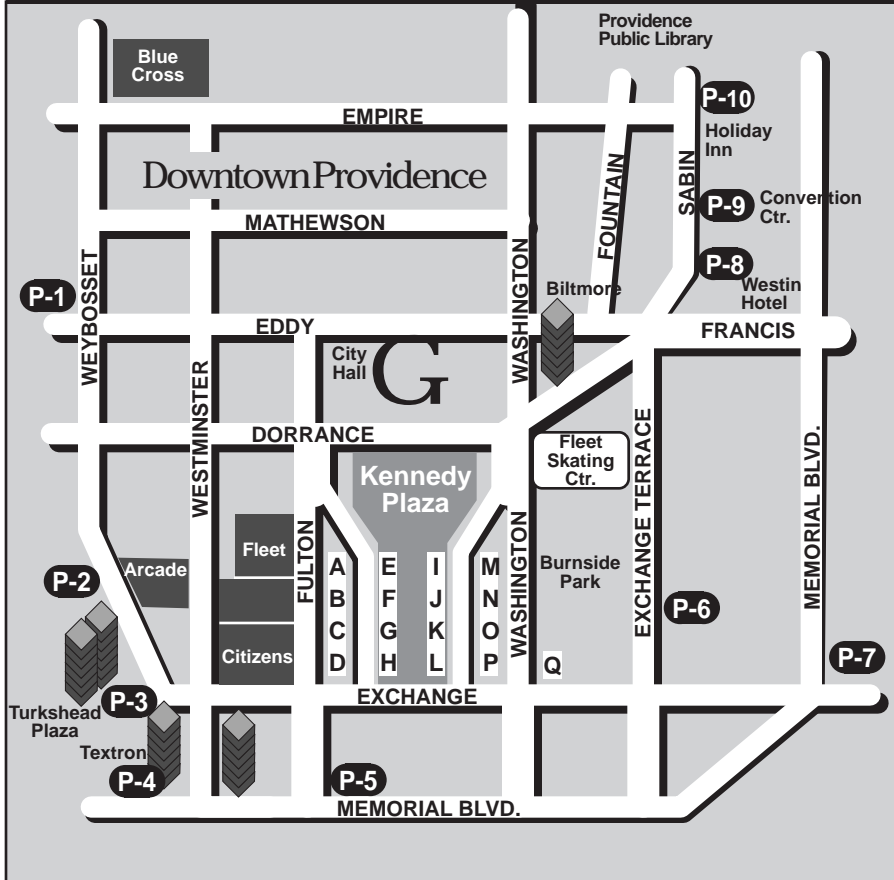 Providence
Public Library
Blue
Cross
P-10
EMPIRE
Holiday
Inn
Downtown Providence
FOUNTAIN
SABIN
P-9
Convention
Ctr.
MATHEWSON
P-8
WEYBOSSET
WASHINGTON
Biltmore
Westin
Hotel
P-1
EDDY
FRANCIS
City
Hall
G
WESTMINSTER
DORRANCE
Fleet
Skating
Ctr.
EXCHANGE TERRACE
MEMORIAL BLVD.
Kennedy
Plaza
Fleet
FULTON
Arcade
A
B
C
D
E
F
G
H
I
J
K
L
M
N
O
P
WASHINGTON
Burnside
Park
P-2
P-6
Citizens
Q
P-7
P-3
EXCHANGE
Turkshead
Plaza
Textron
P-4
P-5
MEMORIAL BLVD.